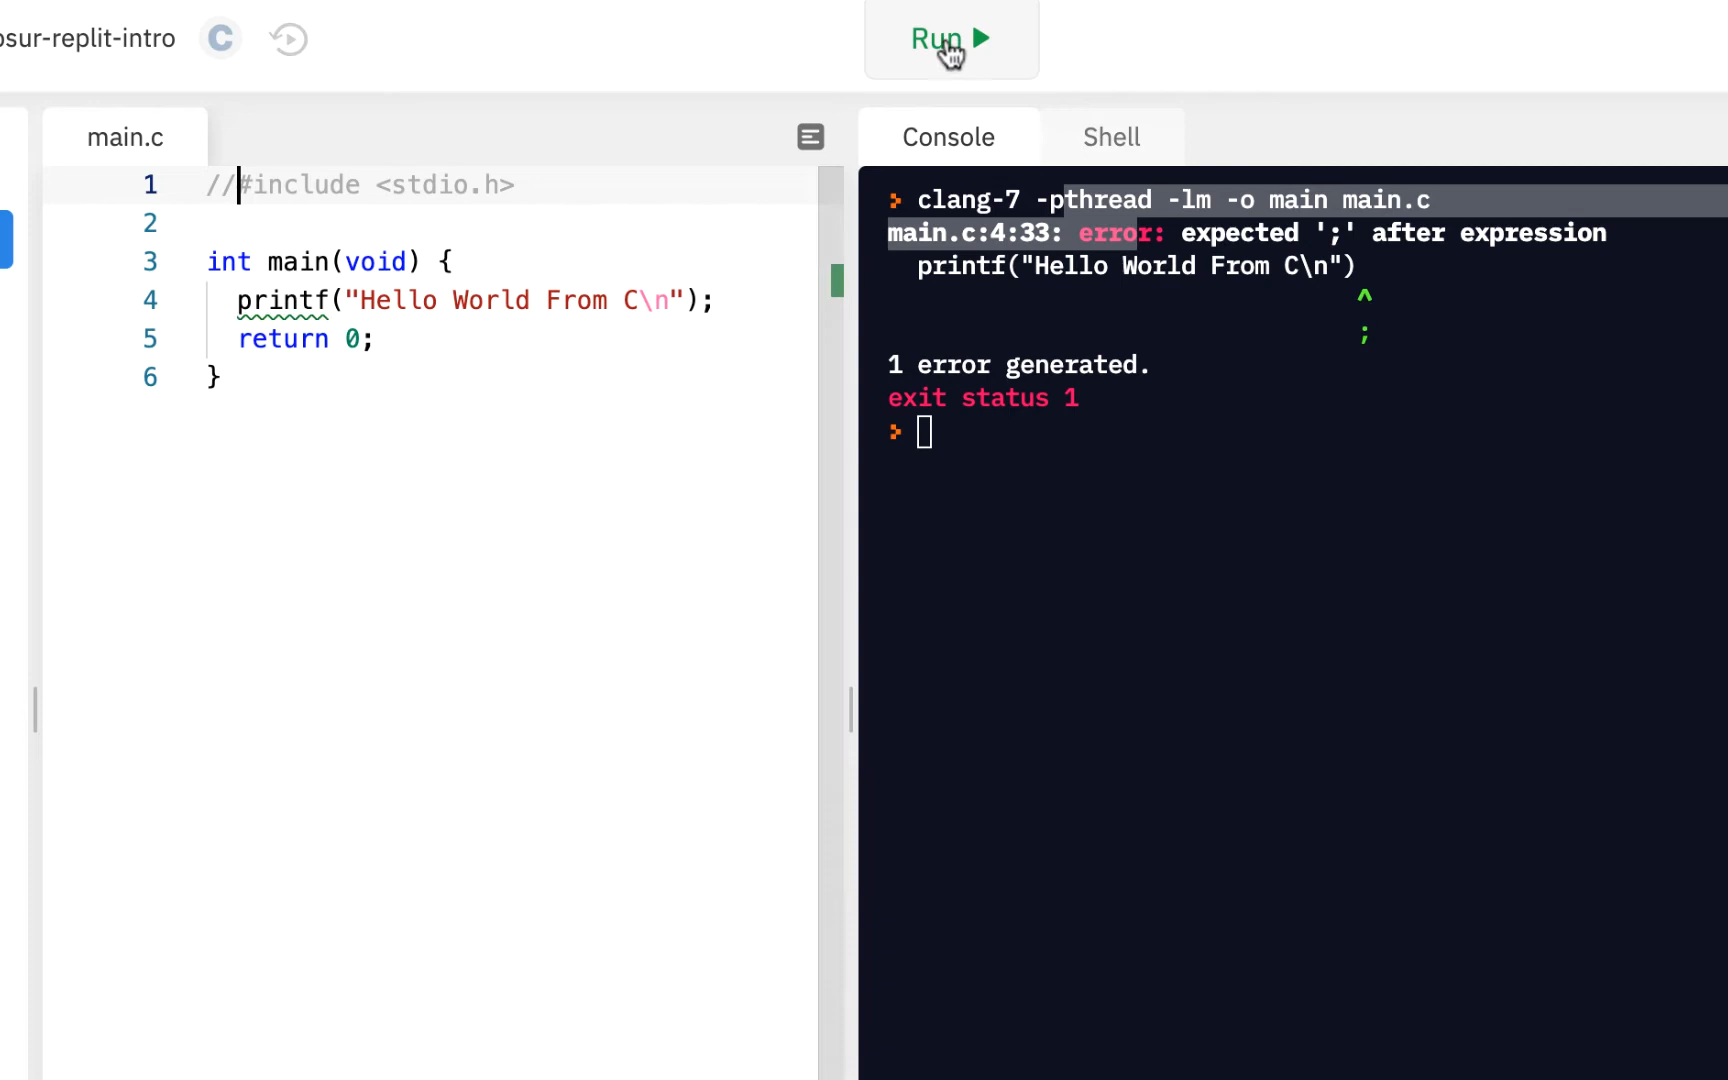 osur-replit-intro C
Run
main.c
1 //#include <stdio.h>
2
3 int main(void) {
4 printf("Hello World From C\n");
5 return 0;
6 }
Console Shell
clang-7 -pthread -lm -o main main.c
main.c:4:33: error: expected ';' after expression
printf("Hello World From C\n")
^
;
1 error generated.
exit status 1